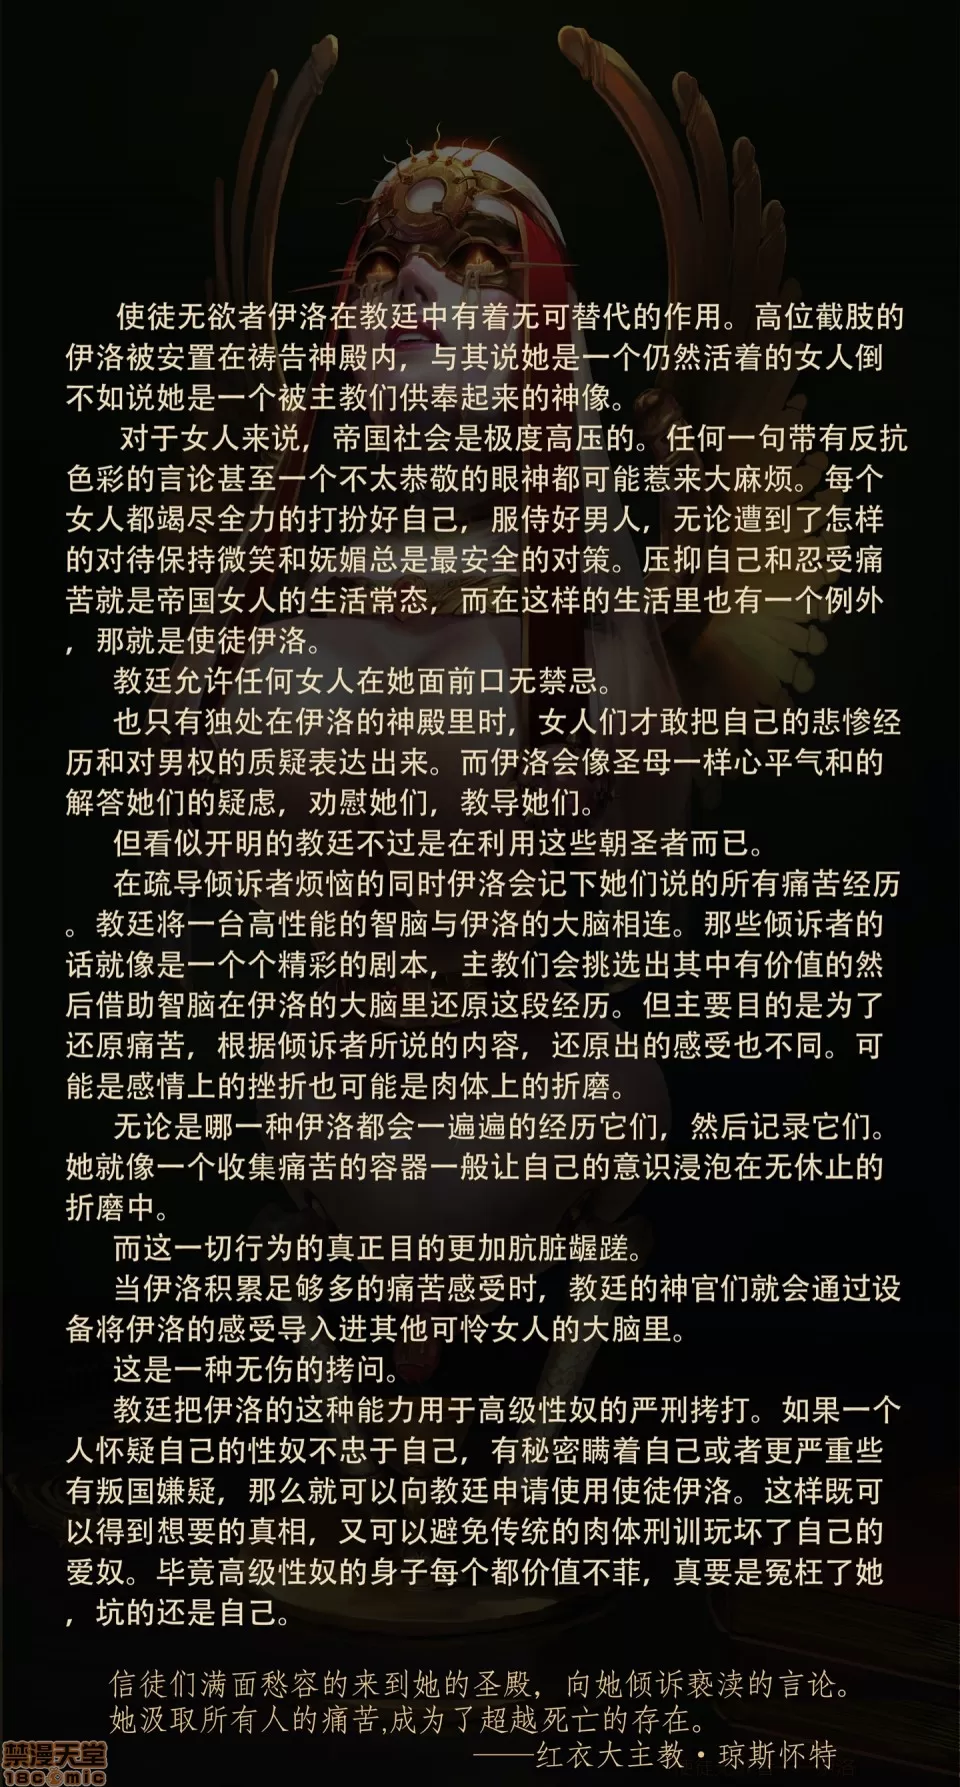 使徒无欲者伊洛在教廷中有着无可替代的作用。高位截肢的
伊洛被安置在祷告神殿内，与其说她是一个仍然活着的女人倒
不如说她是一个被主教们供奉起来的神像。
对于女人来说，帝国社会是极度高压的。任何一句带有反抗
色彩的言论甚至一个不太恭敬的眼神都可能惹来大麻烦。每个
女人都竭尽全力的打扮好自己，服侍好男人，无论遭到了怎样
的对待保持微笑和妩媚总是最安全的对策。压抑自己和忍受痛
苦就是帝国女人的生活常态，而在这样的生活里也有一个例外
，那就是使徒伊洛。
教廷允许任何女人在她面前口无禁忌。
也只有独处在伊洛的神殿里时，女人们才敢把自己的悲惨经
历和对男权的质疑表达出来。而伊洛会像圣母一样心平气和的
解答她们的疑虑，劝慰她们，教导她们。
但看似开明的教廷不过是在利用这些朝圣者而已。
在疏导倾诉者烦恼的同时伊洛会记下她们说的所有痛苦经历
。教廷将一台高性能的智脑与伊洛的大脑相连。那些倾诉者的
话就像是一个个精彩的剧本，主教们会挑选出其中有价值的然
后借助智脑在伊洛的大脑里还原这段经历。但主要目的是为了
还原痛苦，根据倾诉者所说的内容，还原出的感受也不同。可
能是感情上的挫折也可能是肉体上的折磨。
无论是哪一种伊洛都会一遍遍的经历它们，然后记录它们。
她就像一个收集痛苦的容器一般让自己的意识浸泡在无休止的
折磨中。
而这一切行为的真正目的更加肮脏龌蹉。
当伊洛积累足够多的痛苦感受时，教廷的神官们就会通过设
备将伊洛的感受导入进其他可怜女人的大脑里。
这是一种无伤的拷问。
教廷把伊洛的这种能力用于高级性奴的严刑拷打。如果一个
人怀疑自己的性奴不忠于自己，有秘密瞒着自己或者更严重些
有叛国嫌疑，那么就可以向教廷申请使用使徒伊洛。这样既可
以得到想要的真相，又可以避免传统的肉体刑训玩坏了自己的
爱奴。毕竟高级性奴的身子每个都价值不菲，真要是冤枉了她
，坑的还是自己。
信徒们满面愁容的来到她的圣殿，向她倾诉亵渎的言论。
她汲取所有人的痛苦,成为了超越死亡的存在。
——红衣大主教·琼斯怀特
禁漫天堂
18comic